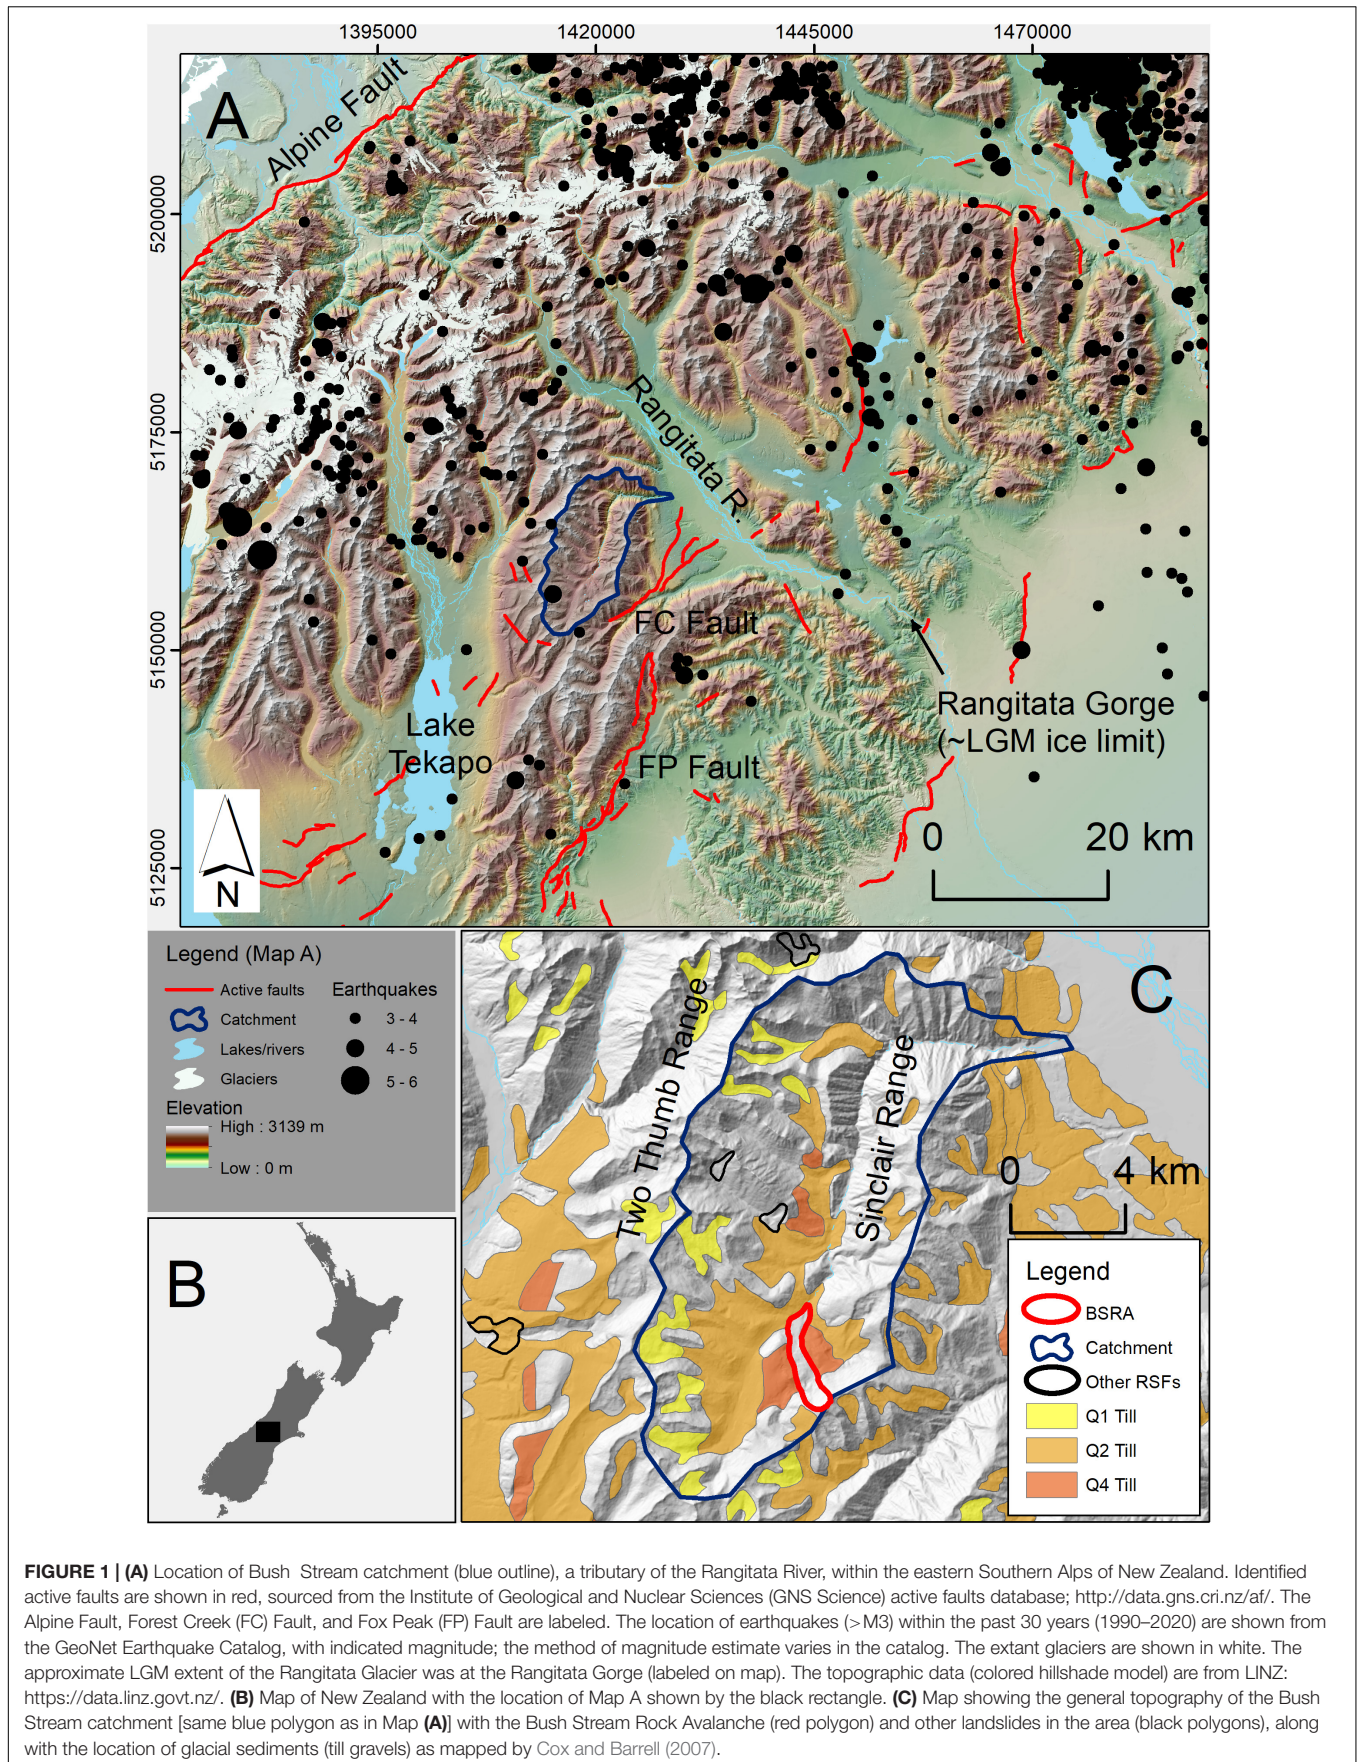 1395000 1420000 1445000 1470000
5200000
5175000
5150000
5125000
A
Alpine Fault
Rangitata R.
FC Fault
Rangitata Gorge
(~LGM ice limit)
Lake
Tekapo
FP Fault
0 20 km
N
Legend (Map A)
Active faults
Catchment
Lakes/rivers
Glaciers
Earthquakes
3 - 4
4 - 5
5 - 6
Elevation
High : 3139 m
Low : 0 m
B
C
Two Thumb Range
Sinclair Range
0 4 km
Legend
BSRA
Catchment
Other RSFs
Q1 Till
Q2 Till
Q4 Till
FIGURE 1 | (A) Location of Bush Stream catchment (blue outline), a tributary of the Rangitata River, within the eastern Southern Alps of New Zealand. Identified
active faults are shown in red, sourced from the Institute of Geological and Nuclear Sciences (GNS Science) active faults database; http://data.gns.cri.nz/af/. The
Alpine Fault, Forest Creek (FC) Fault, and Fox Peak (FP) Fault are labeled. The location of earthquakes (>M3) within the past 30 years (1990–2020) are shown from
the GeoNet Earthquake Catalog, with indicated magnitude; the method of magnitude estimate varies in the catalog. The extant glaciers are shown in white. The
approximate LGM extent of the Rangitata Glacier was at the Rangitata Gorge (labeled on map). The topographic data (colored hillshade model) are from LINZ:
https://data.linz.govt.nz/. (B) Map of New Zealand with the location of Map A shown by the black rectangle. (C) Map showing the general topography of the Bush
Stream catchment [same blue polygon as in Map (A)] with the Bush Stream Rock Avalanche (red polygon) and other landslides in the area (black polygons), along
with the location of glacial sediments (till gravels) as mapped by Cox and Barrell (2007).